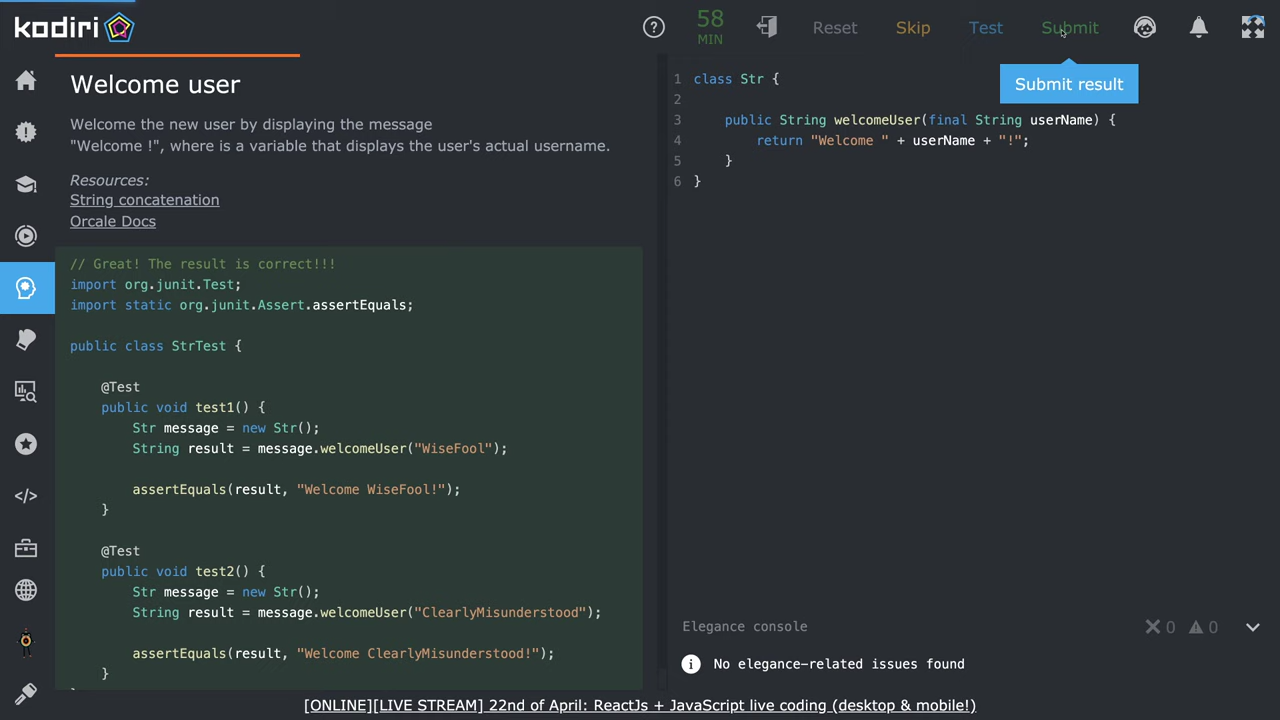 kodiri
58
MIN
Reset
Skip
Test
Submit
Submit result
Welcome user
Welcome the new user by displaying the message
"Welcome !", where is a variable that displays the user's actual username.
Resources:
String concatenation
Orcale Docs
// Great! The result is correct!!!
import org.junit.Test;
import static org.junit.Assert.assertEquals;
public class StrTest {
@Test
public void test1() {
Str message = new Str();
String result = message.welcomeUser("WiseFool");
assertEquals(result, "Welcome WiseFool!");
}
@Test
public void test2() {
Str message = new Str();
String result = message.welcomeUser("ClearlyMisunderstood");
assertEquals(result, "Welcome ClearlyMisunderstood!");
}
1 class Str {
2
3 public String welcomeUser(final String userName) {
4 return "Welcome " + userName + "!";
5 }
6 }
Elegance console
0 0
No elegance-related issues found
[ONLINE][LIVE STREAM] 22nd of April: ReactJs + JavaScript live coding (desktop & mobile!)